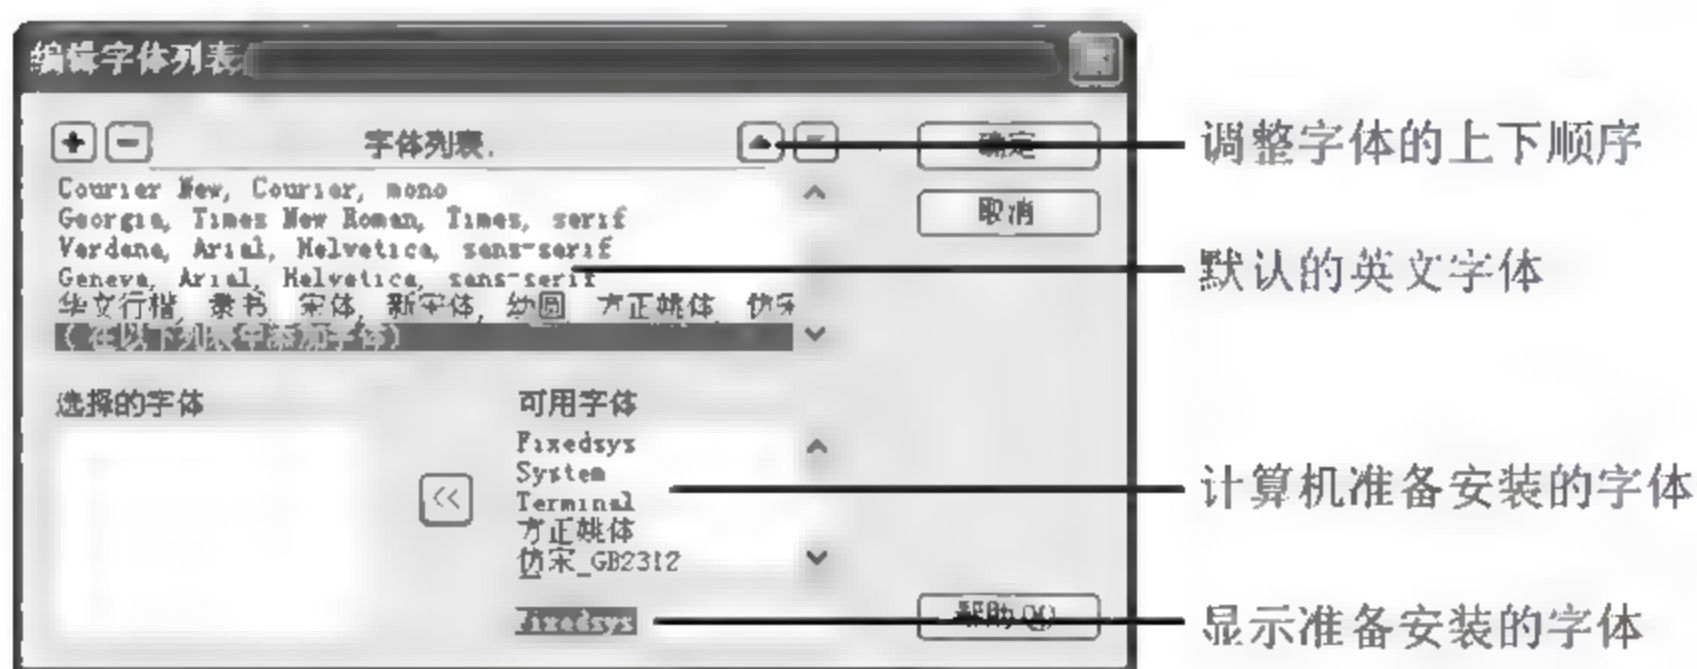 编辑字体列表
字体列表:
确定
调整字体的上下顺序
Courier New, Courier, mono
取消
Georgia, Times New Roman, Times, serif
Verdana, Arial, Helvetica, sans-serif
默认的英文字体
Geneva, Arial, Helvetica, sans-serif
华文行楷, 隶书, 宋体, 新宋体, 幼圆, 方正姚体, 仿宋
(在以下列表中添加字体)
选择的字体
可用字体
Fixedsys
System
<<
Terminal
计算机准备安装的字体
方正姚体
仿宋_GB2312
Fixedsys
帮助(H)
显示准备安装的字体